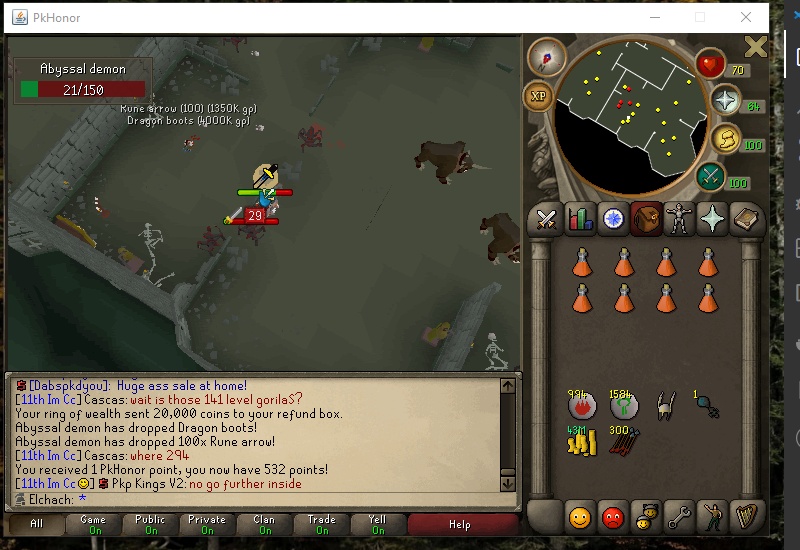 PkHonor
Abyssal demon
21/150
Rune arrow (100) (1350K gp)
Dragon boots (4000K gp)
29
XP
70
64
100
100
994
1584
1
43M
300
[Dabspkdyou]: Huge ass sale at home!
[11th Im Cc] Cascas: wait is those 141 level gorilaS?
Your ring of wealth sent 20,000 coins to your refund box.
Abyssal demon has dropped Dragon boots!
Abyssal demon has dropped 100x Rune arrow!
[11th Im Cc] Cascas: where 294
You received 1 PkHonor point, you now have 532 points!
[11th Im Cc] Pkp Kings V2: no go further inside
Elchach: *
All
Game On
Public On
Private On
Clan On
Trade On
Yell On
Help